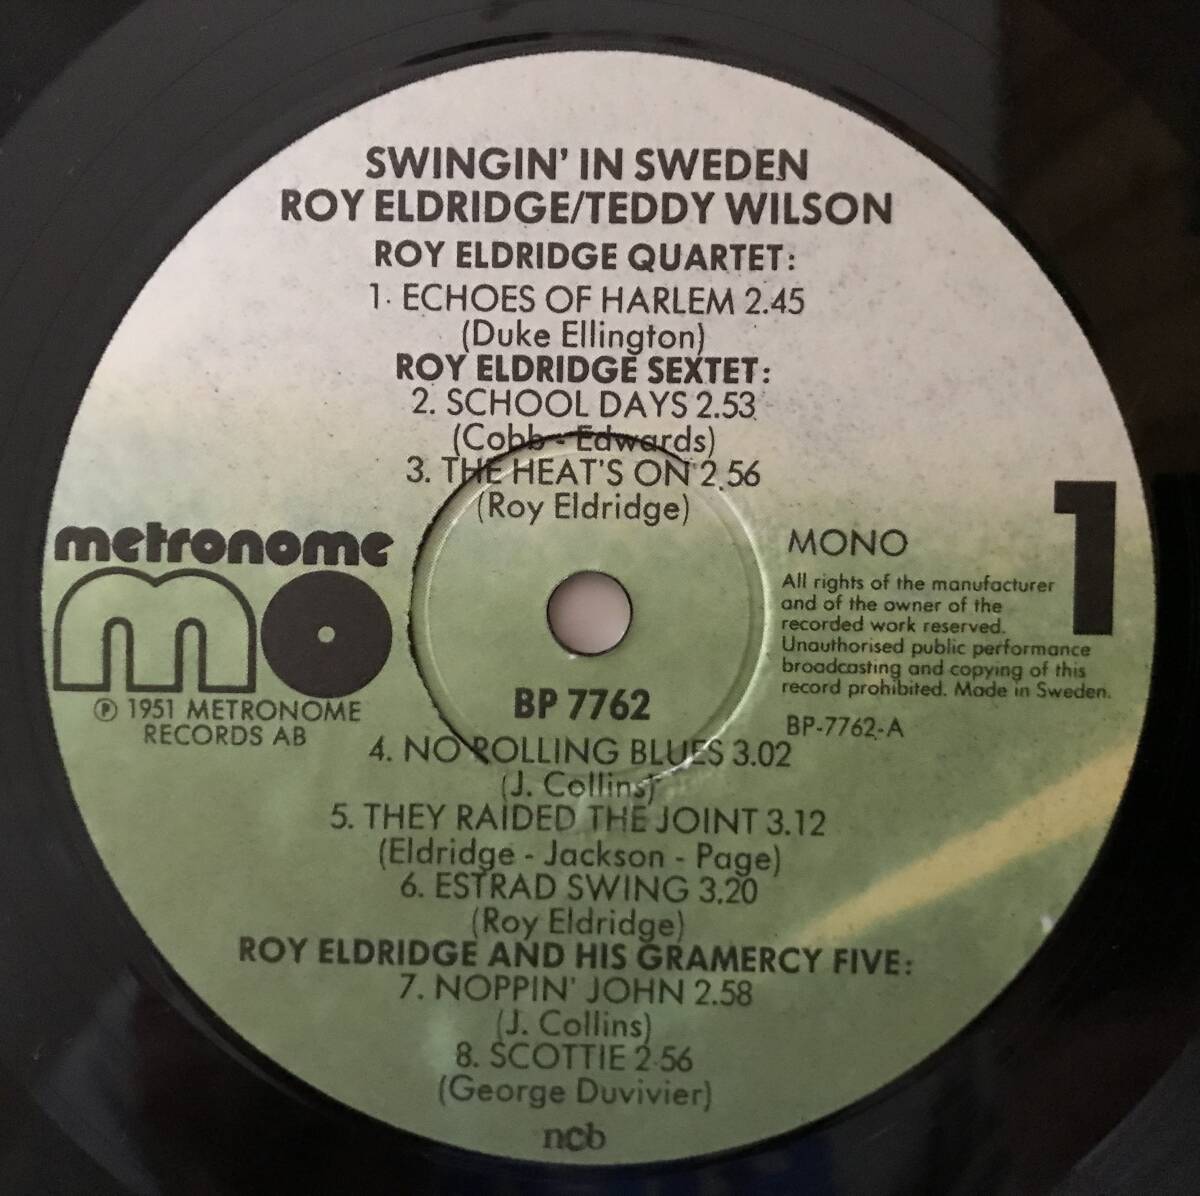 SWINGIN' IN SWEDEN
ROY ELDRIDGE/TEDDY WILSON
ROY ELDRIDGE QUARTET:
1. ECHOES OF HARLEM 2.45
(Duke Ellington)
ROY ELDRIDGE SEXTET:
2. SCHOOL DAYS 2.53
(Cobb - Edwards)
3. THE HEAT'S ON 2.56
(Roy Eldridge)
metronome
mo
℗ 1951 METRONOME
RECORDS AB
MONO
1
All rights of the manufacturer
and of the owner of the
recorded work reserved.
Unauthorised public performance
broadcasting and copying of this
record prohibited. Made in Sweden.
BP 7762
BP-7762-A
4. NO ROLLING BLUES 3.02
(J. Collins)
5. THEY RAIDED THE JOINT 3.12
(Eldridge - Jackson - Page)
6. ESTRAD SWING 3.20
(Roy Eldridge)
ROY ELDRIDGE AND HIS GRAMERCY FIVE:
7. NOPPIN' JOHN 2.58
(J. Collins)
8. SCOTTIE 2.56
(George Duvivier)
ncb